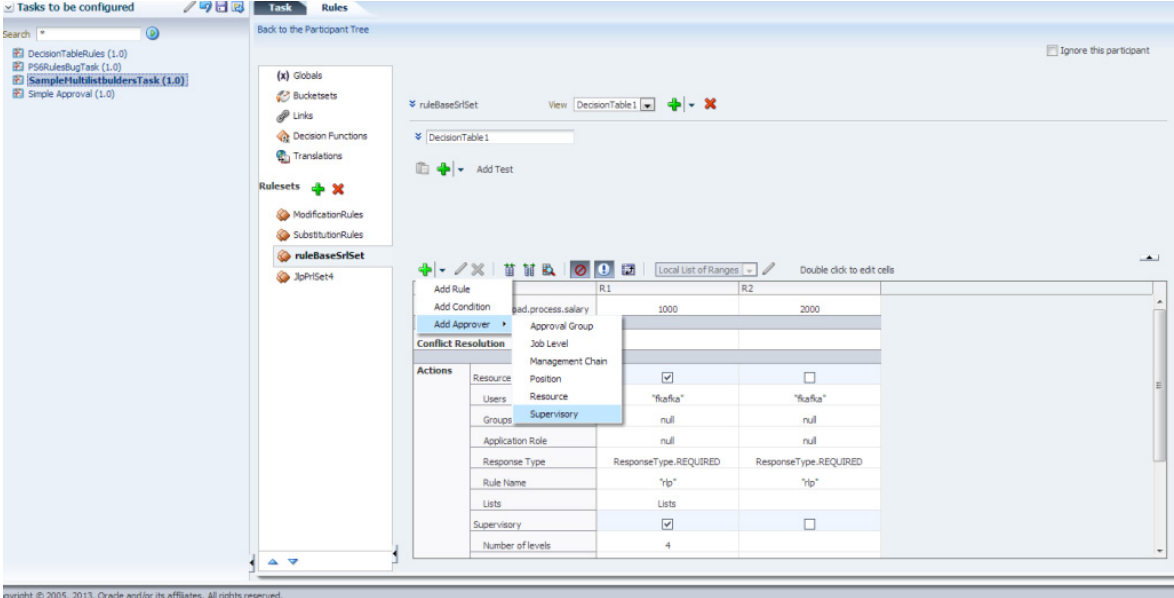 Tasks to be configured
Task Rules
Search *
Back to the Participant Tree
DecisionTableRules (1.0)
PS6RulesBugTask (1.0)
SampleMultilistbuldersTask (1.0)
Simple Approval (1.0)
Ignore this participant
(x) Globals
Bucketsets
Links
Decision Functions
Translations
Rulesets
ModificationRules
SubstitutionRules
ruleBaseSrlSet
JlpPrlSet4
ruleBaseSrlSet View DecisionTable1
DecisionTable1
Add Test
Local List of Ranges Double click to edit cells
R1 R2
Add Rule
Add Condition
Add Approver
Approval Group
Job Level
Management Chain
Position
Resource
Supervisory
oad.process.salary 1000 2000
Conflict Resolution
Actions
Resource
Users "fkafka" "fkafka"
Groups null null
Application Role null null
Response Type ResponseType.REQUIRED ResponseType.REQUIRED
Rule Name "rlp" "rlp"
Lists Lists
Supervisory
Number of levels 4
opyright © 2005, 2013, Oracle and/or its affiliates. All rights reserved.